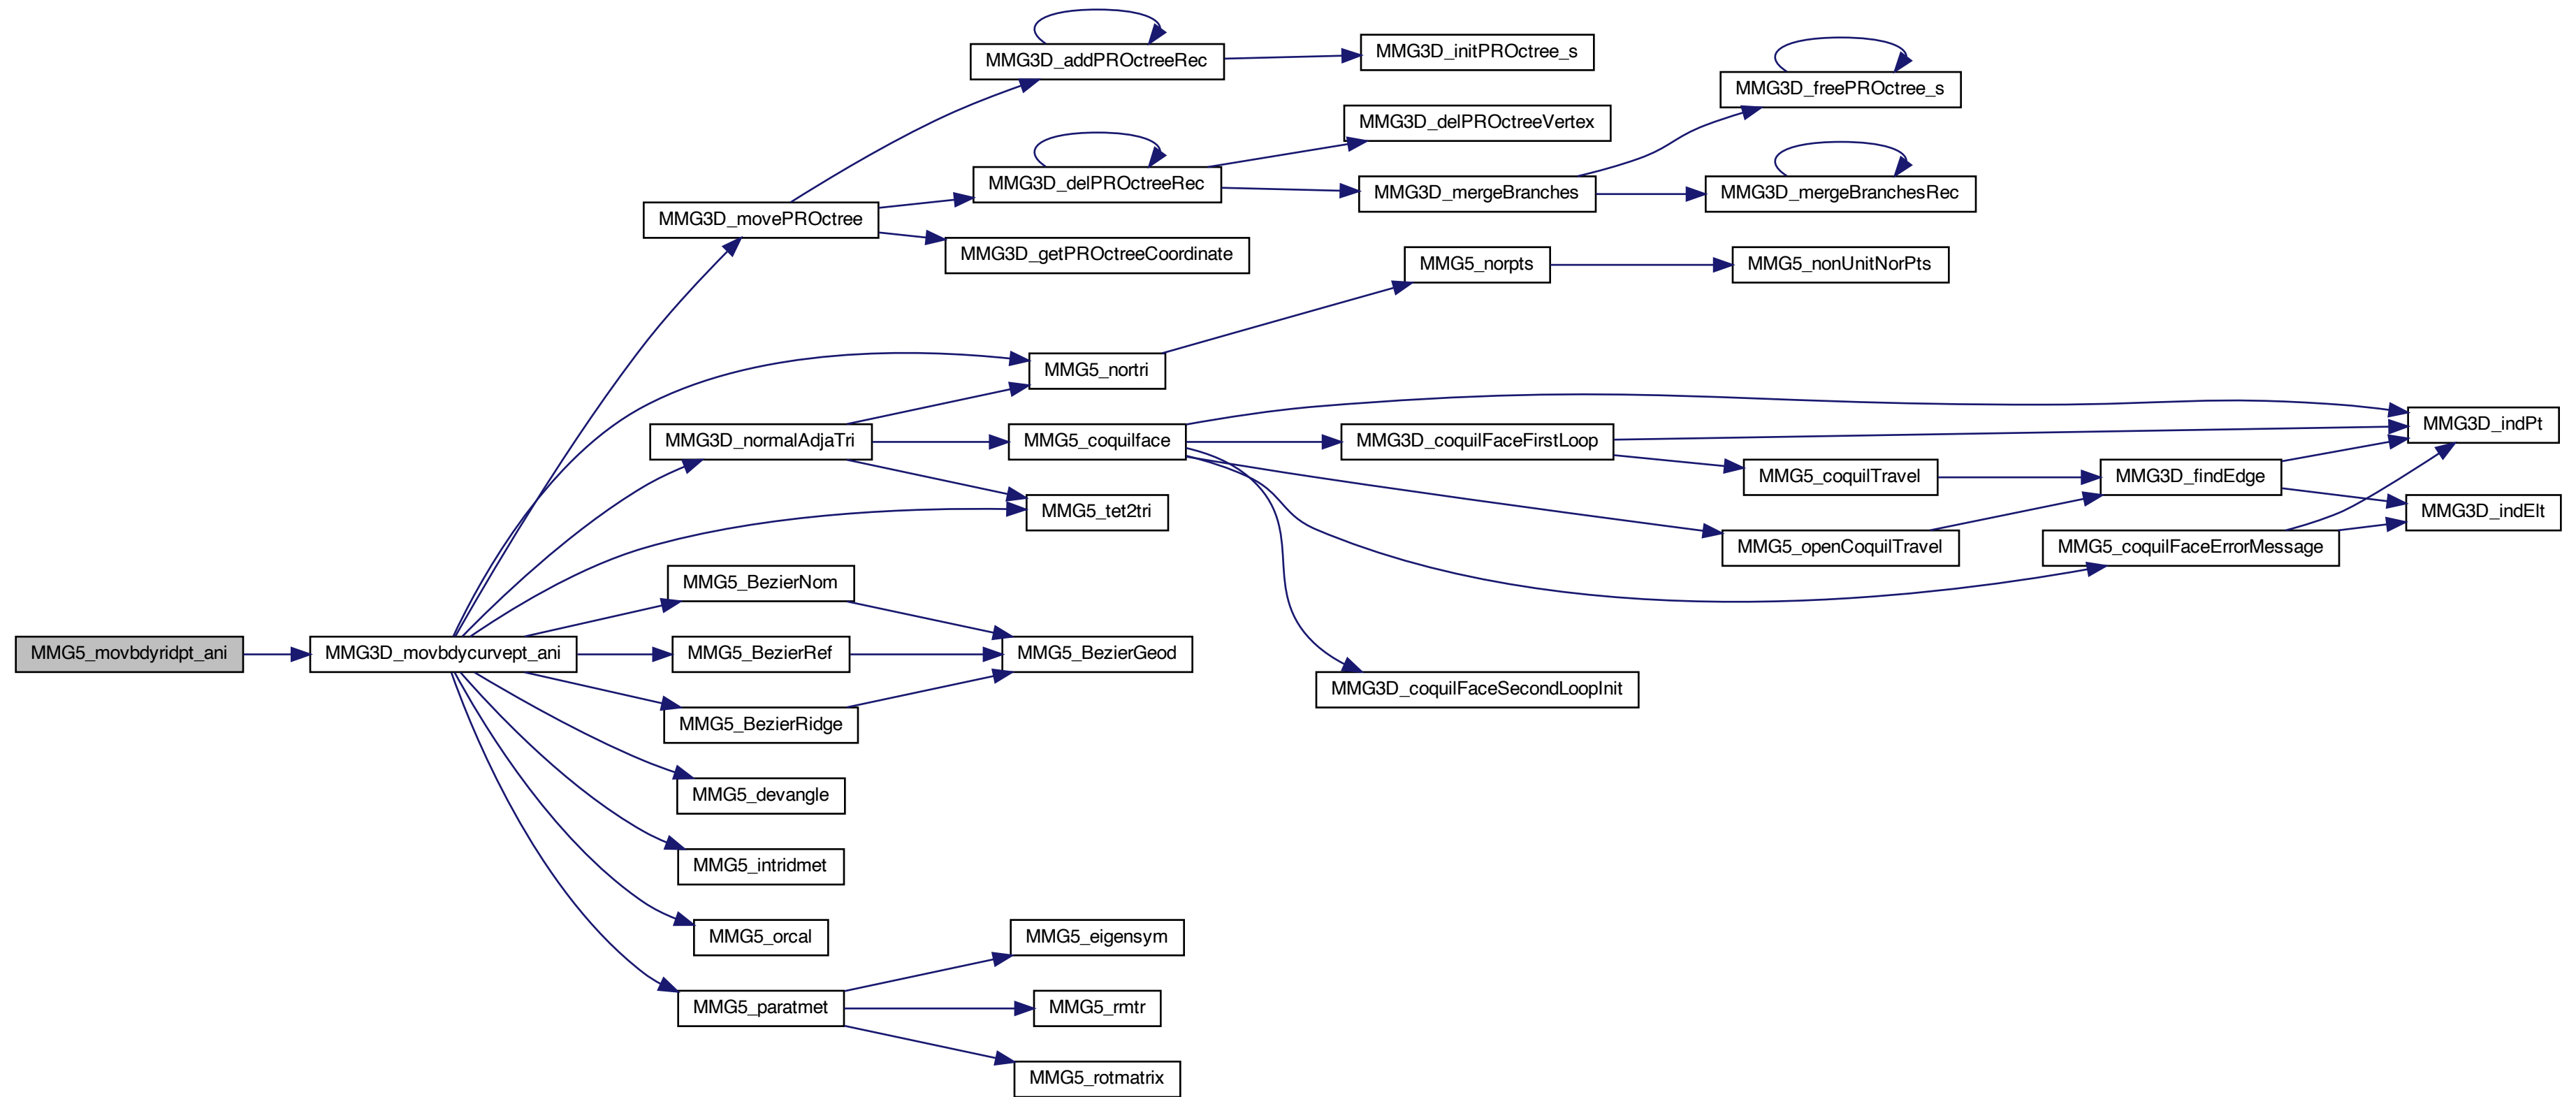 MMG5_movbdyridpt_ani
MMG3D_movbdycurvept_ani
MMG3D_movePROctree
MMG3D_normalAdjaTri
MMG5_BezierNom
MMG5_BezierRef
MMG5_BezierRidge
MMG5_devangle
MMG5_intridmet
MMG5_orcal
MMG5_paratmet
MMG3D_addPROctreeRec
MMG3D_delPROctreeRec
MMG3D_getPROctreeCoordinate
MMG5_nortri
MMG5_coquilface
MMG5_tet2tri
MMG5_BezierGeod
MMG5_eigensym
MMG5_rmtr
MMG5_rotmatrix
MMG3D_initPROctree_s
MMG3D_delPROctreeVertex
MMG3D_mergeBranches
MMG5_norpts
MMG3D_coquilFaceFirstLoop
MMG3D_coquilFaceSecondLoopInit
MMG3D_freePROctree_s
MMG3D_mergeBranchesRec
MMG5_nonUnitNorPts
MMG5_coquilTravel
MMG5_openCoquilTravel
MMG3D_findEdge
MMG5_coquilFaceErrorMessage
MMG3D_indPt
MMG3D_indElt